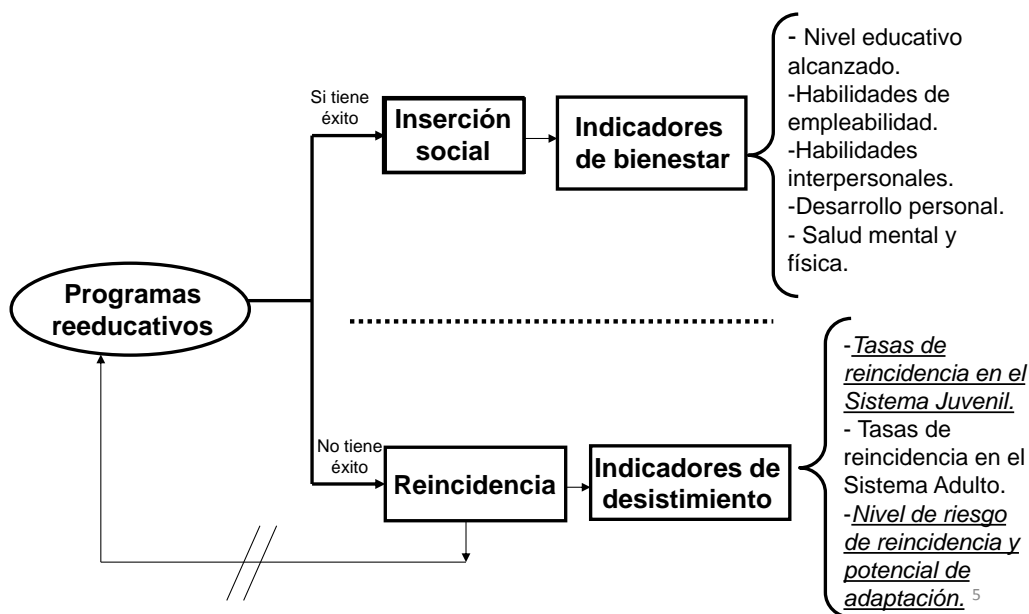 Programas
reeducativos
Si tiene
éxito
Inserción
social
Indicadores
de bienestar
- Nivel educativo
alcanzado.
-Habilidades de
empleabilidad.
-Habilidades
interpersonales.
-Desarrollo personal.
- Salud mental y
física.
No tiene
éxito
Reincidencia
Indicadores de
desistimiento
-Tasas de
reincidencia en el
Sistema Juvenil.
- Tasas de
reincidencia en el
Sistema Adulto.
-Nivel de riesgo
de reincidencia y
potencial de
adaptación.
5